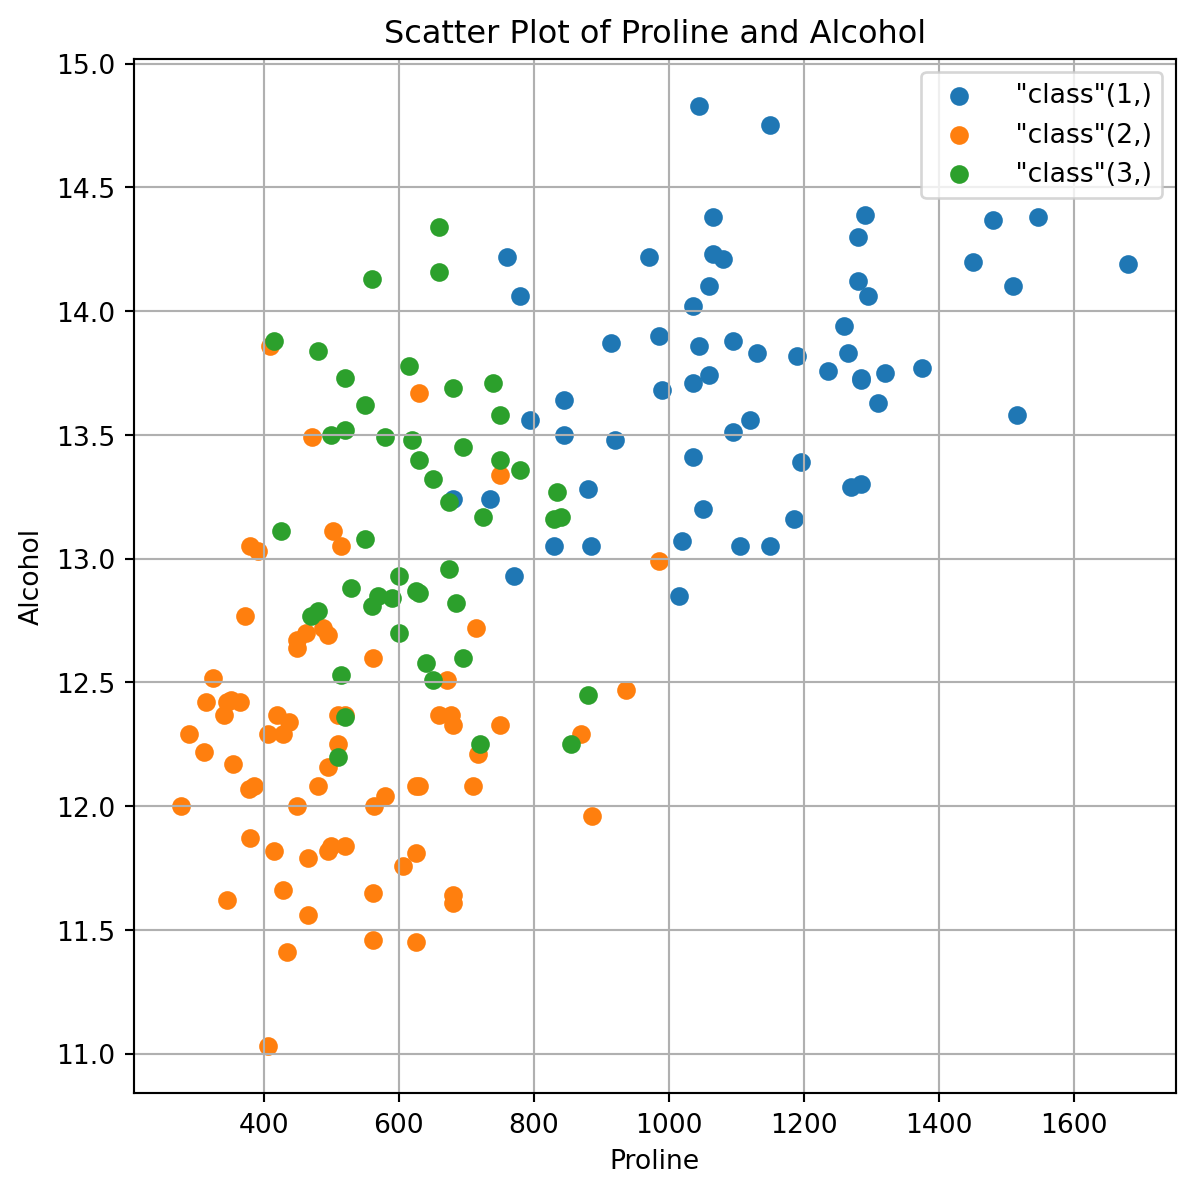 Scatter Plot of Proline and Alcohol
15.0
14.5
14.0
13.5
13.0
12.5
12.0
11.5
11.0
Alcohol
"class"(1,)
"class"(2,)
"class"(3,)
400 600 800 1000 1200 1400 1600
Proline